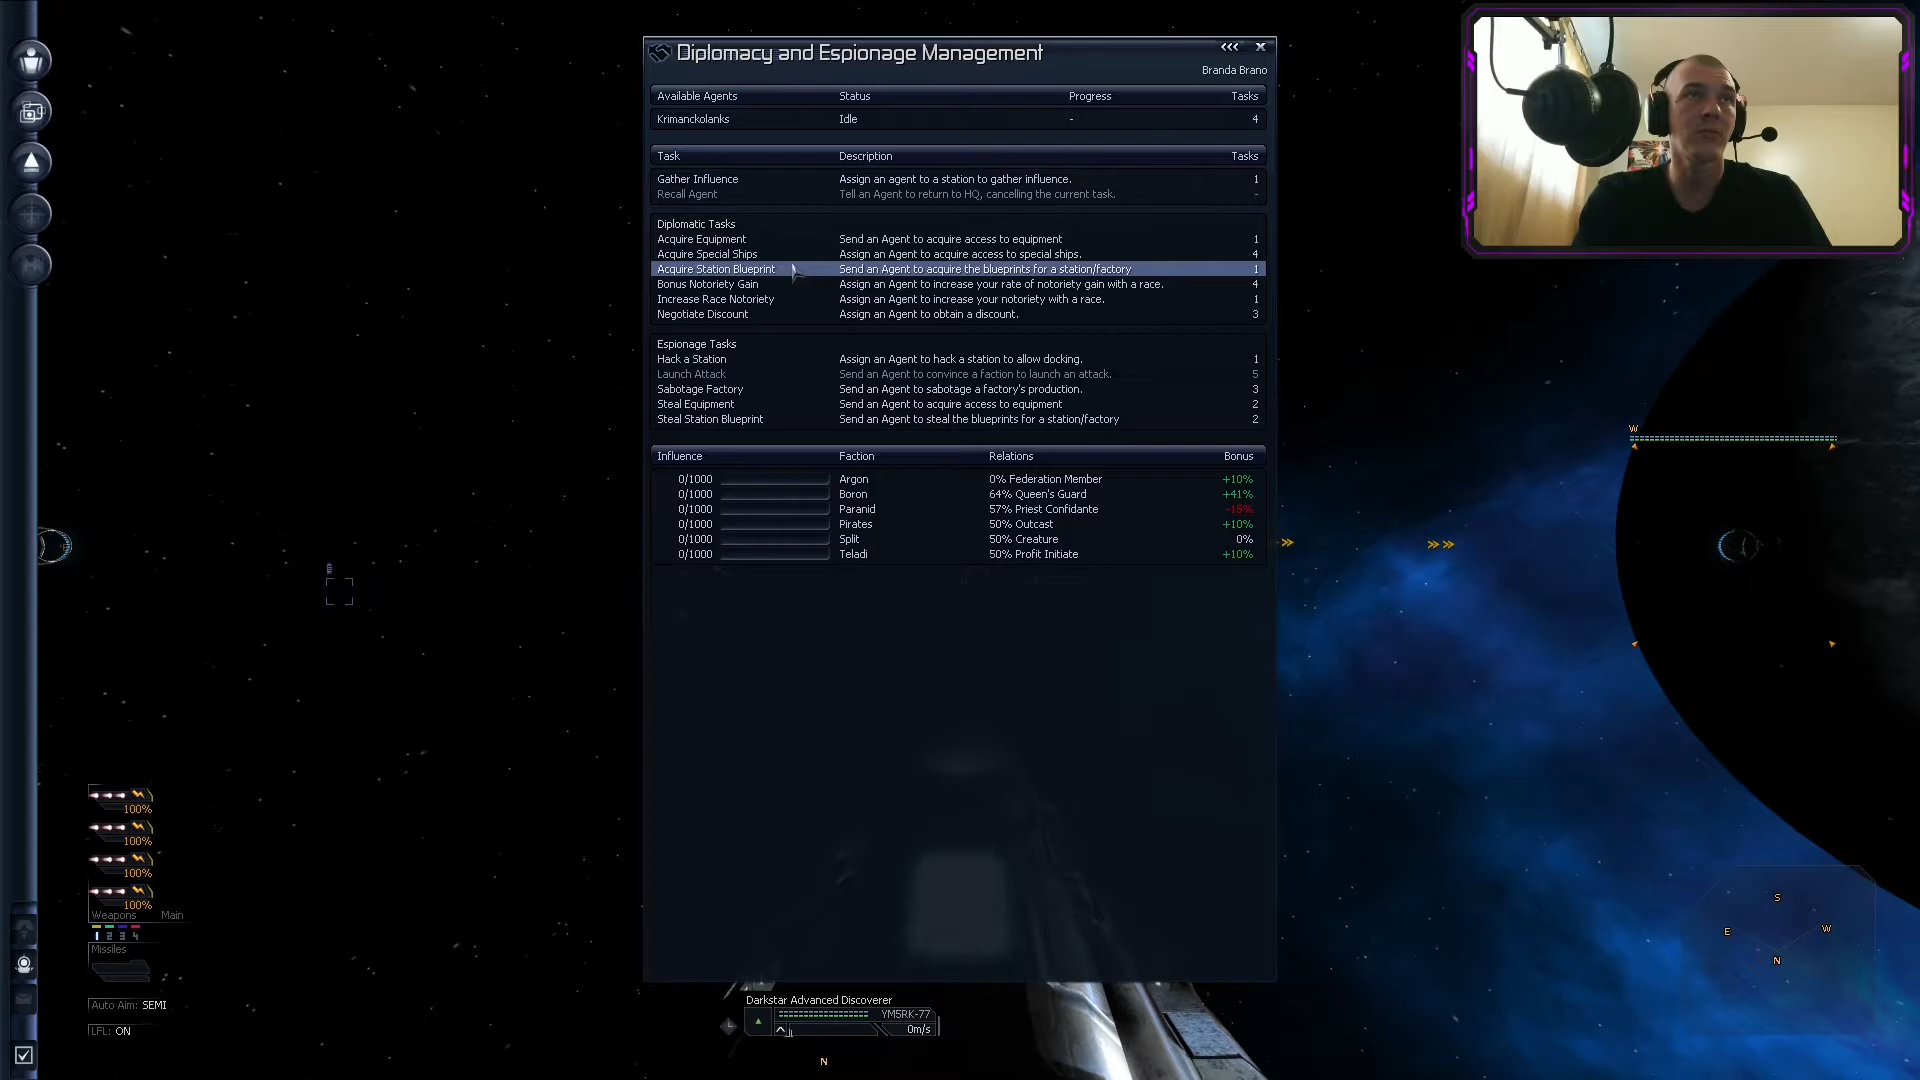 Diplomacy and Espionage Management
Branda Brano
Available Agents Status Progress Tasks
Krimanckolanks Idle - 4
Task Description Tasks
Gather Influence Assign an agent to a station to gather influence. 1
Recall Agent Tell an Agent to return to HQ, cancelling the current task. -
Diplomatic Tasks
Acquire Equipment Send an Agent to acquire access to equipment 1
Acquire Special Ships Assign an Agent to acquire access to special ships. 4
Acquire Station Blueprint Send an Agent to acquire the blueprints for a station/factory 1
Bonus Notoriety Gain Assign an Agent to increase your rate of notoriety gain with a race. 4
Increase Race Notoriety Assign an Agent to increase your notoriety with a race. 1
Negotiate Discount Assign an Agent to obtain a discount. 3
Espionage Tasks
Hack a Station Assign an Agent to hack a station to allow docking. 1
Launch Attack Send an Agent to convince a faction to launch an attack. 5
Sabotage Factory Send an Agent to sabotage a factory's production. 3
Steal Equipment Send an Agent to acquire access to equipment 2
Steal Station Blueprint Send an Agent to steal the blueprints for a station/factory 2
Influence Faction Relations Bonus
0/1000 Argon 0% Federation Member +10%
0/1000 Boron 64% Queen's Guard +41%
0/1000 Paranid 57% Priest Confidante -15%
0/1000 Pirates 50% Outcast +10%
0/1000 Split 50% Creature 0%
0/1000 Teladi 50% Profit Initiate +10%
W
100%
100%
100%
100%
Weapons Main
1 2 3 4
Missiles
Auto Aim: SEMI
LFL: ON
Darkstar Advanced Discoverer
YM5RK-77
0m/s
N
S
E W
N